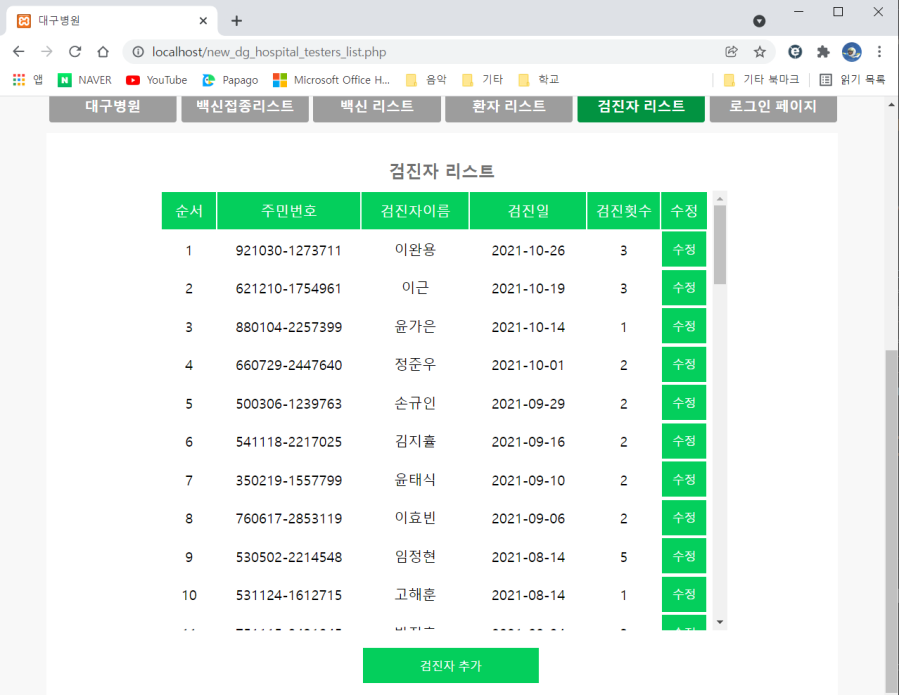 대구병원
localhost/new_dg_hospital_testers_list.php
앱 NAVER YouTube Papago Microsoft Office H... 음악 기타 학교 기타 북마크 읽기 목록
대구병원 백신접종리스트 백신 리스트 환자 리스트 검진자 리스트 로그인 페이지
검진자 리스트
순서 주민번호 검진자이름 검진일 검진횟수 수정
1 921030-1273711 이완용 2021-10-26 3 수정
2 621210-1754961 이근 2021-10-19 3 수정
3 880104-2257399 윤가은 2021-10-14 1 수정
4 660729-2447640 정준우 2021-10-01 2 수정
5 500306-1239763 손규인 2021-09-29 2 수정
6 541118-2217025 김지휼 2021-09-16 2 수정
7 350219-1557799 윤태식 2021-09-10 2 수정
8 760617-2853119 이효빈 2021-09-06 2 수정
9 530502-2214548 임정현 2021-08-14 5 수정
10 531124-1612715 고해훈 2021-08-14 1 수정
검진자 추가